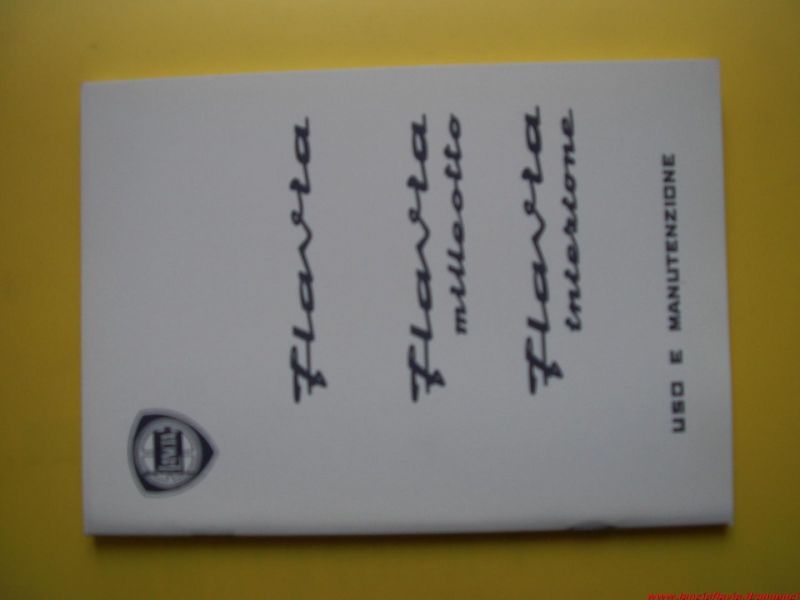 Flavia
Flavia
milleotto
Flavia
iniezione
USO E MANUTENZIONE